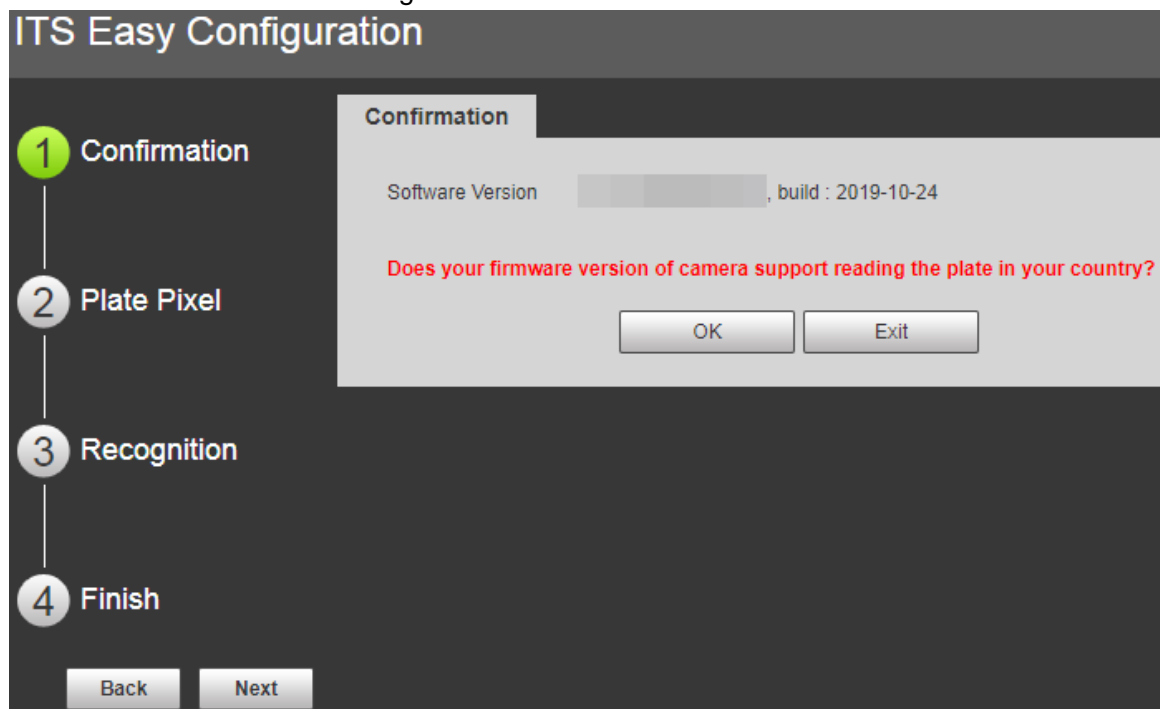 ITS Easy Configuration
Confirmation
1 Confirmation
Software Version , build : 2019-10-24
Does your firmware version of camera support reading the plate in your country?
OK Exit
2 Plate Pixel
3 Recognition
4 Finish
Back Next